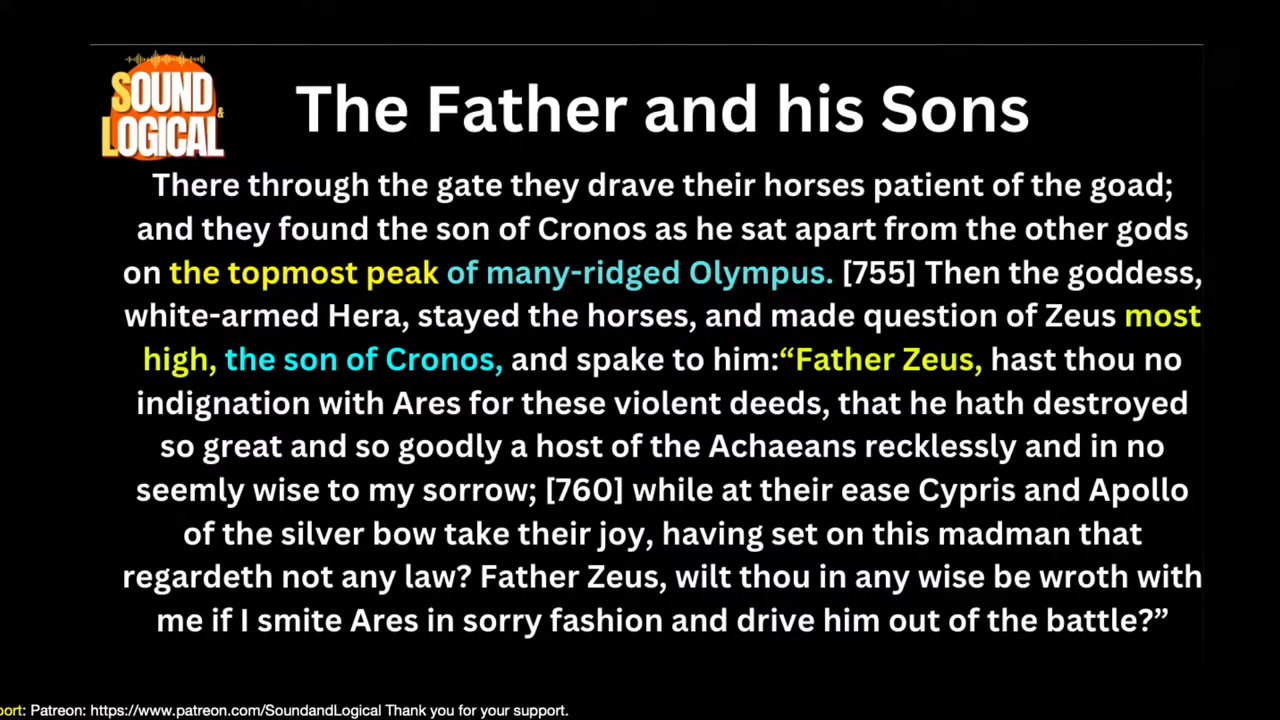 SOUND
&
LOGICAL
The Father and his Sons
There through the gate they drave their horses patient of the goad;
and they found the son of Cronos as he sat apart from the other gods
on the topmost peak of many-ridged Olympus. [755] Then the goddess,
white-armed Hera, stayed the horses, and made question of Zeus most
high, the son of Cronos, and spake to him:“Father Zeus, hast thou no
indignation with Ares for these violent deeds, that he hath destroyed
so great and so goodly a host of the Achaeans recklessly and in no
seemly wise to my sorrow; [760] while at their ease Cypris and Apollo
of the silver bow take their joy, having set on this madman that
regardeth not any law? Father Zeus, wilt thou in any wise be wroth with
me if I smite Ares in sorry fashion and drive him out of the battle?”
port: Patreon: https://www.patreon.com/SoundandLogical Thank you for your support.